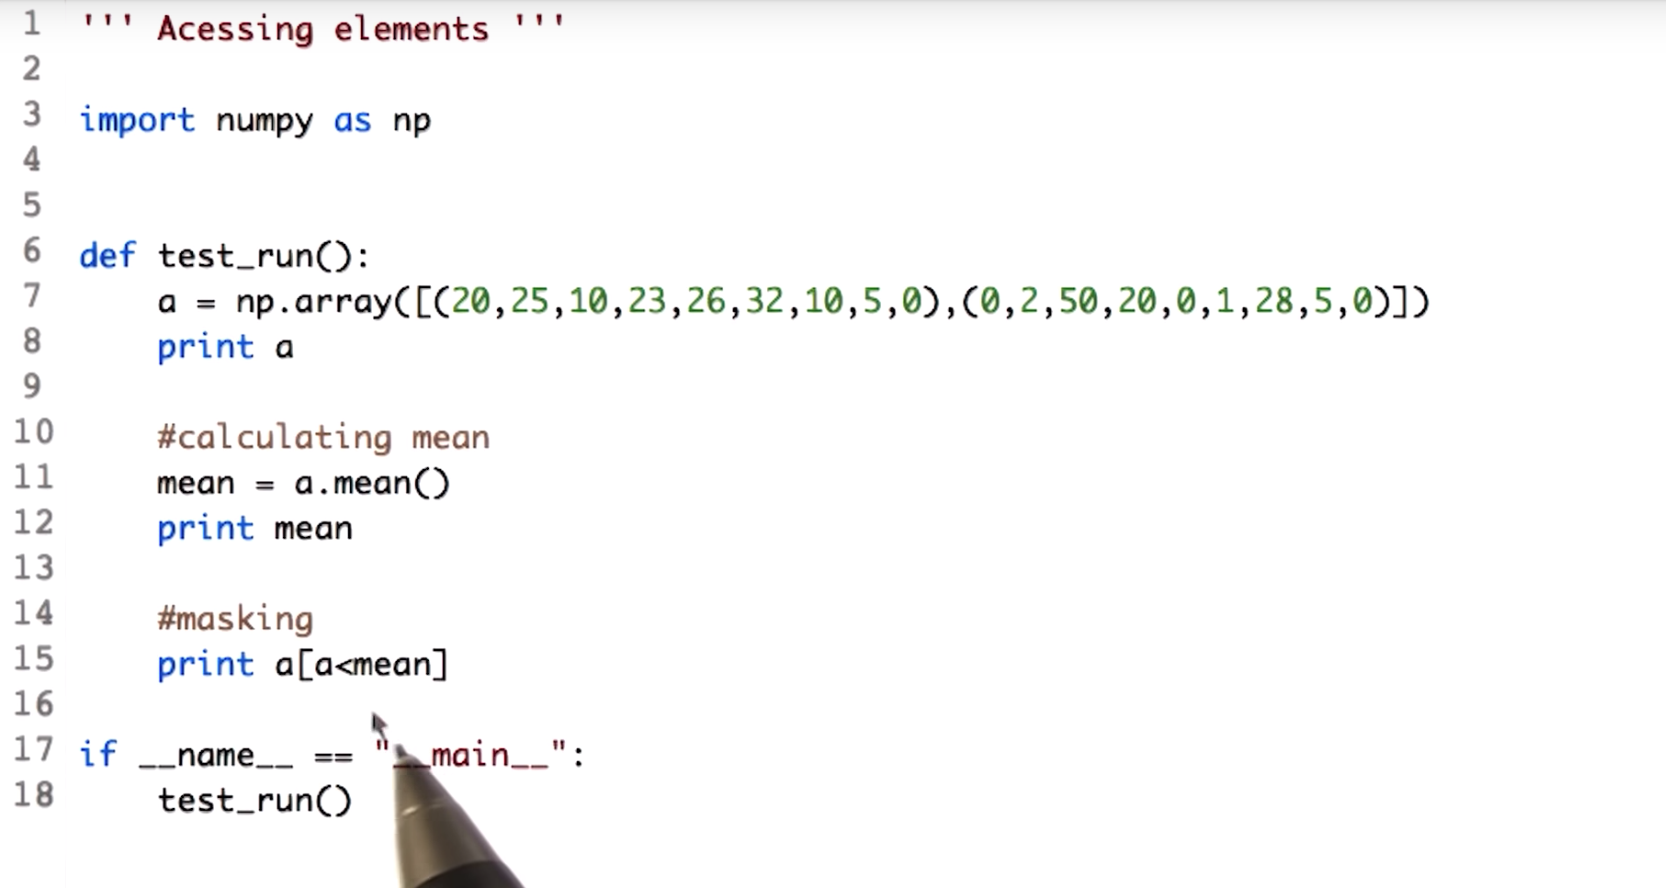 1 ''' Acessing elements '''
2
3 import numpy as np
4
5
6 def test_run():
7     a = np.array([(20,25,10,23,26,32,10,5,0),(0,2,50,20,0,1,28,5,0)])
8     print a
9
10     #calculating mean
11     mean = a.mean()
12     print mean
13
14     #masking
15     print a[a<mean]
16
17 if __name__ == "__main__":
18     test_run()